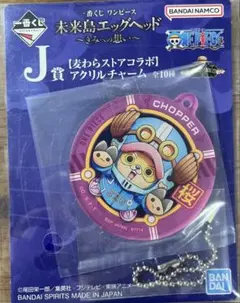 一番くじ
BANDAI NAMCO
一番くじ ワンピース
未来島エッグヘッド
~きみへの想い~
ONE PIECE
J賞
【麦わらストアコラボ】
アクリルチャーム 全10種
CHOPPER
桜
BANDAI
©尾田栄一郎/集英社・フジテレビ・東映アニメーション
BANDAI SPIRITS MADE IN JAPAN